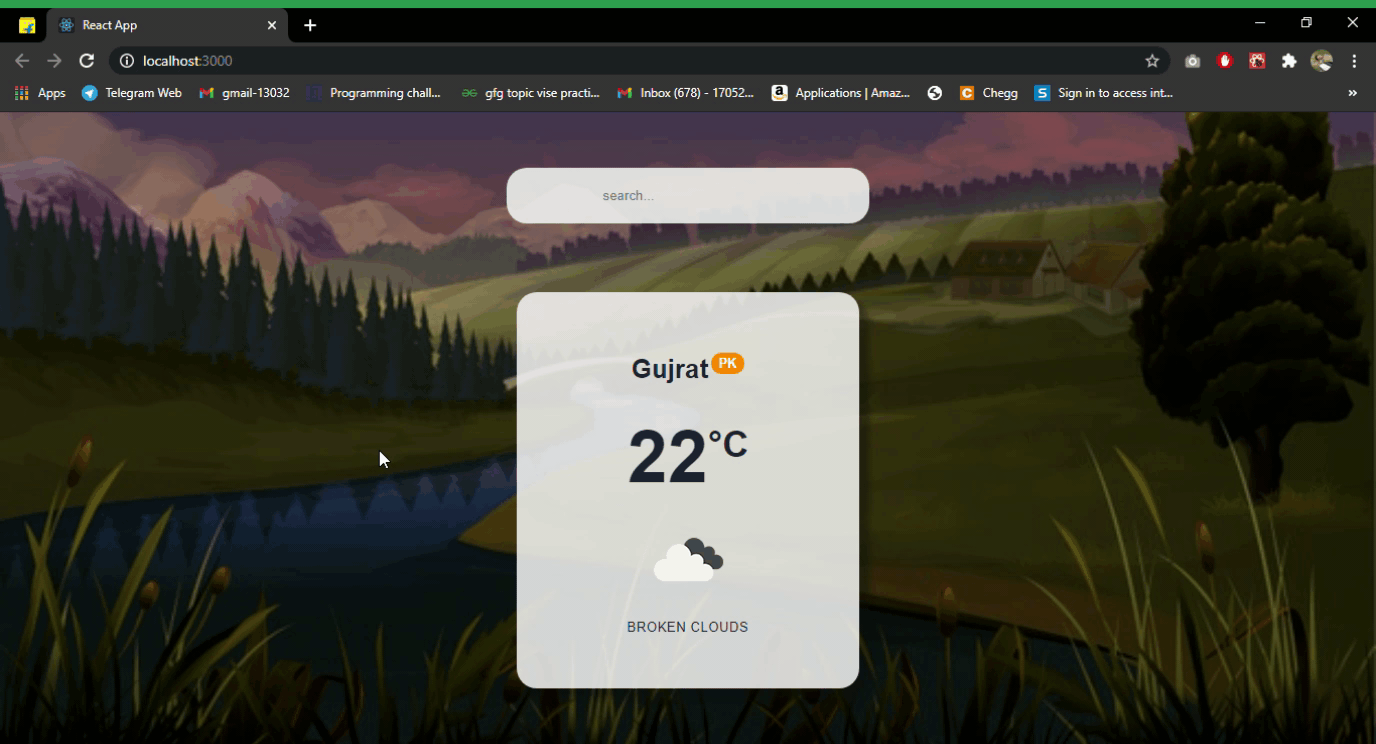 React App
localhost:3000
Apps Telegram Web gmail-13032 Programming chall... gfg topic vise practi... Inbox (678) - 17052... Applications | Amaz... Chegg Sign in to access int... »
search...
Gujrat PK
22°C
BROKEN CLOUDS